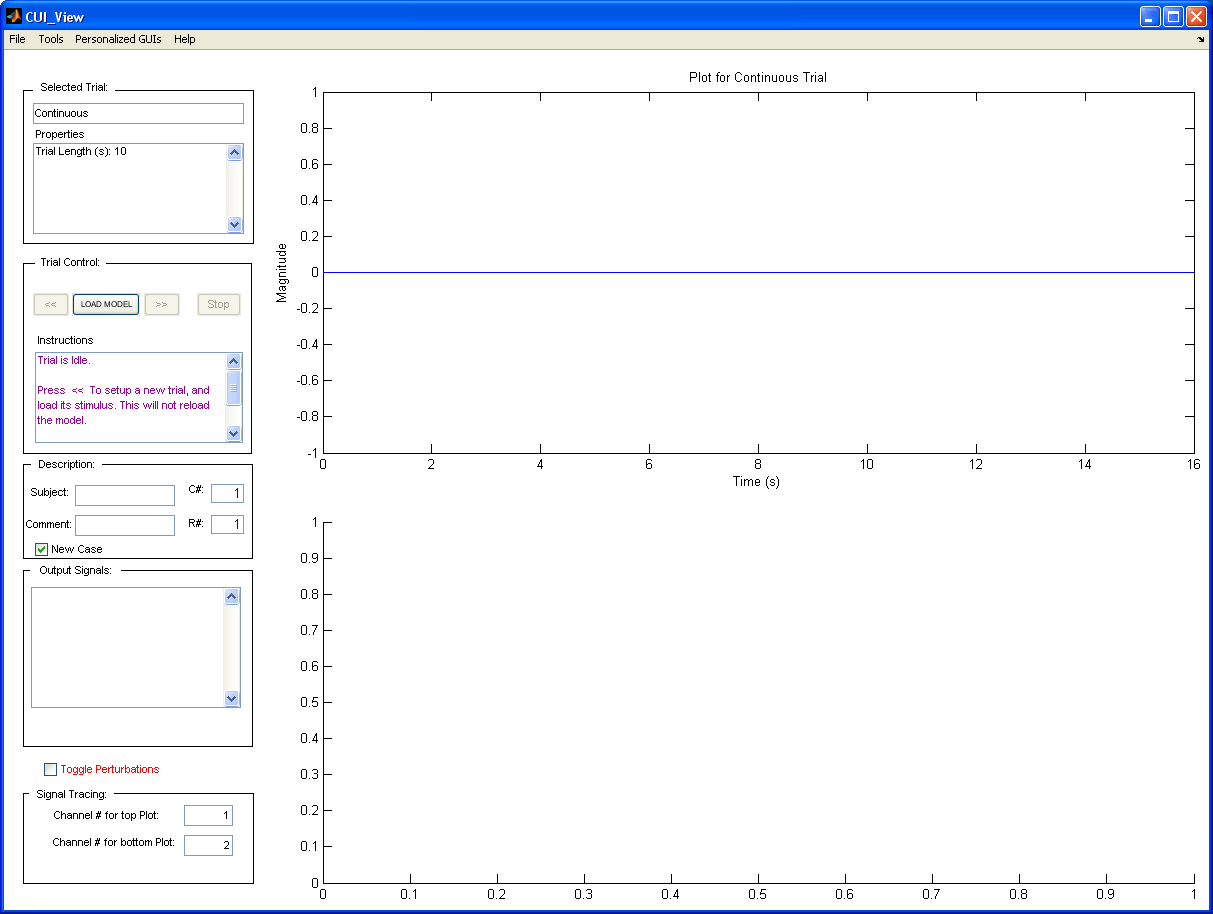 CUI_View
File Tools Personalized GUIs Help
Selected Trial:
Continuous
Properties
Trial Length (s): 10
Trial Control:
<< LOAD MODEL >> Stop
Instructions
Trial is Idle.
Press << To setup a new trial, and
load its stimulus. This will not reload
the model.
Description:
Subject: C#: 1
Comment: R#: 1
New Case
Output Signals:
Toggle Perturbations
Signal Tracing:
Channel # for top Plot: 1
Channel # for bottom Plot: 2
Plot for Continuous Trial
1
0.8
0.6
0.4
0.2
0
-0.2
-0.4
-0.6
-0.8
-1
Magnitude
0 2 4 6 8 10 12 14 16
Time (s)
1
0.9
0.8
0.7
0.6
0.5
0.4
0.3
0.2
0.1
0
0 0.1 0.2 0.3 0.4 0.5 0.6 0.7 0.8 0.9 1